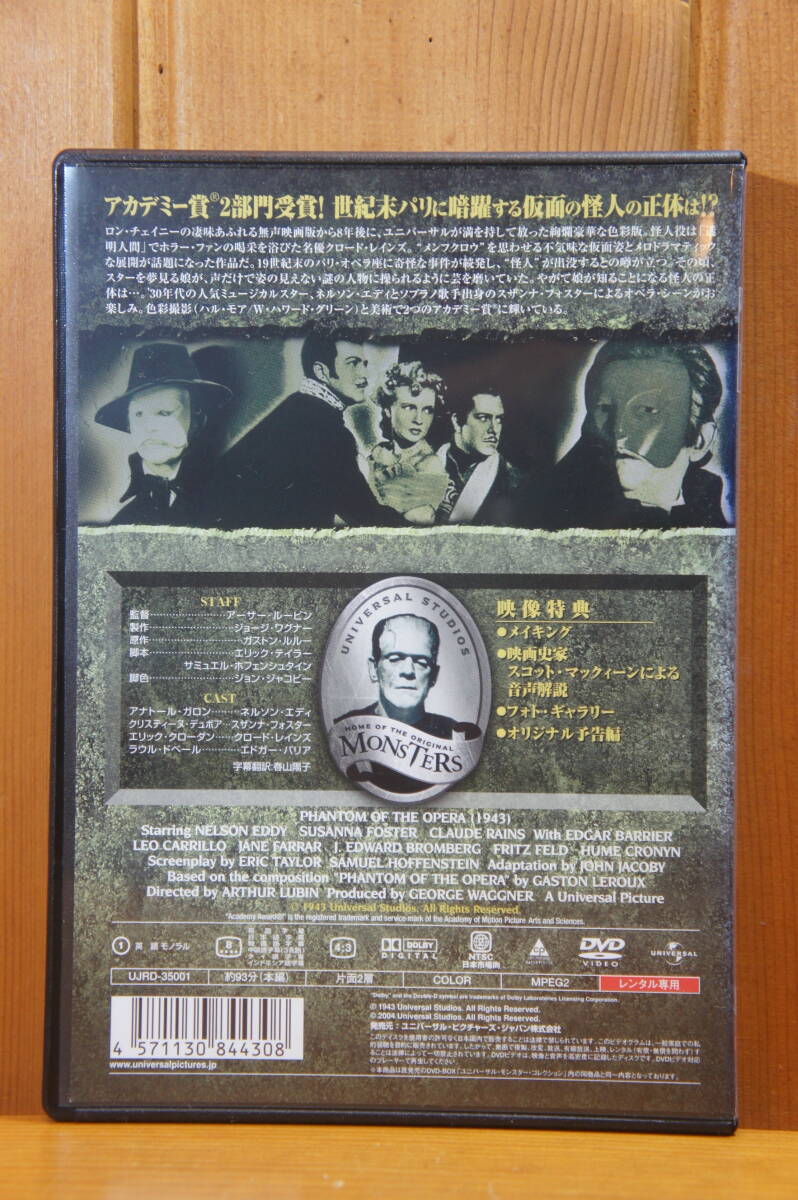 アカデミー賞®2部門受賞! 世紀末パリに暗躍する仮面の怪人の正体は!?
ロン・チェイニーの凄味あふれる無声映画版から8年後に、ユニバーサルが満を持して放った絢爛豪華な色彩版。怪人役は「透
明人間」でホラー・ファンの喝采を浴びた名優クロード・レインズ。“メンフクロウ”を思わせる不気味な仮面姿とメロドラマティック
な展開が話題になった作品だ。19世紀末のパリ・オペラ座に奇怪な事件が続発し、“怪人”が出没するとの噂が立つ。その頃、
スターを夢見る娘が、声だけで姿の見えない謎の人物に操られるように芸を磨いていた。やがて娘が知ることになる怪人の正
体は…。'30年代の人気ミュージカルスター、ネルソン・エディとソプラノ歌手出身のスザンナ・フォスターによるオペラ・シーンがお
楽しみ。色彩撮影(ハル・モア/W・ハワード・グリーン)と美術で2つのアカデミー賞®に輝いている。
STAFF
監督……………………アーサー・ルービン
製作……………………ジョージ・ワグナー
原作……………………ガストン・ルルー
脚本……………………エリック・テイラー
サミュエル・ホフェンシュタイン
脚色……………………ジョン・ジャコビー
CAST
アナトール・ガロン………ネルソン・エディ
クリスティーヌ・デュボア…スザンナ・フォスター
エリック・クローダン……クロード・レインズ
ラウル・ドベール…………エドガー・バリア
字幕翻訳:春山陽子
UNIVERSAL STUDIOS
HOME OF THE ORIGINAL
MONSTERS
映像特典
●メイキング
●映画史家
スコット・マックィーンによる
音声解説
●フォト・ギャラリー
●オリジナル予告編
PHANTOM OF THE OPERA (1943)
Starring NELSON EDDY SUSANNA FOSTER CLAUDE RAINS With EDGAR BARRIER
LEO CARRILLO JANE FARRAR J. EDWARD BROMBERG FRITZ FELD HUME CRONYN
Screenplay by ERIC TAYLOR SAMUEL HOFFENSTEIN Adaptation by JOHN JACOBY
Based on the composition "PHANTOM OF THE OPERA" by GASTON LEROUX
Directed by ARTHUR LUBIN Produced by GEORGE WAGGNER A Universal Picture
© 1943 Universal Studios. All Rights Reserved.
"Academy Award®" is the registered trademark and service mark of the Academy of Motion Picture Arts and Sciences.
1 英語モノラル
8
4:3
DOLBY DIGITAL
NTSC 日本市場向
DVD VIDEO
UNIVERSAL
UJRD-35001 約93分(本編) 片面2層 COLOR MPEG2 レンタル専用
"Dolby" and the Double-D symbol are trademarks of Dolby Laboratories Licensing Corporation.
© 1943 Universal Studios. All Rights Reserved.
© 2004 Universal Studios. All Rights Reserved.
発売元:ユニバーサル・ピクチャーズ・ジャパン株式会社
4 571130 844308
www.universalpictures.jp